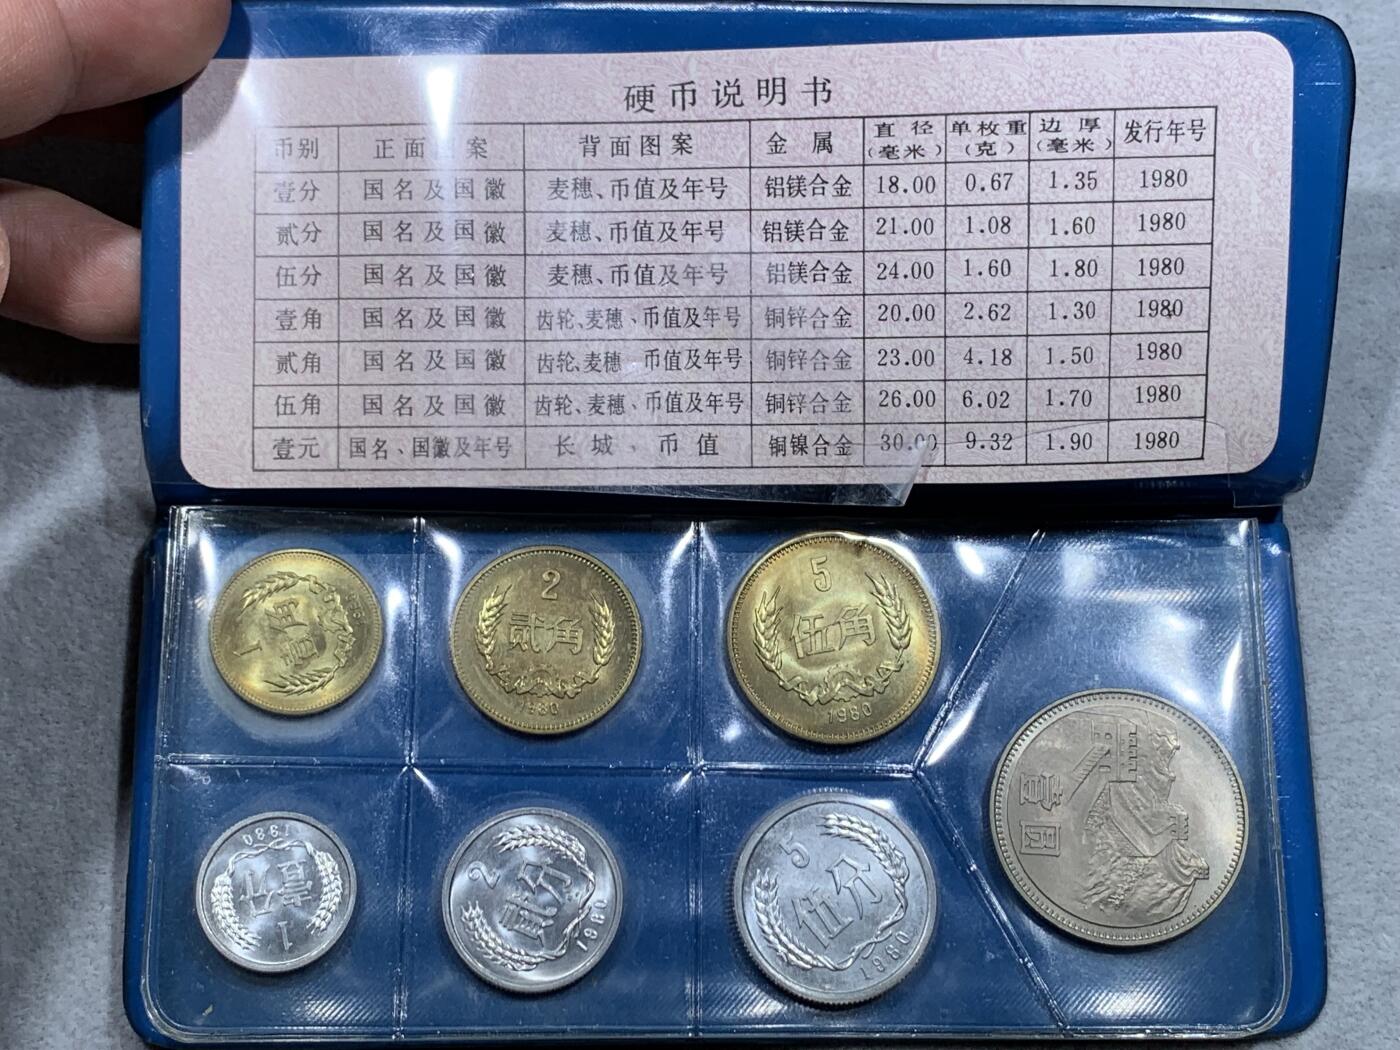 硬币说明书
币别 正面图案 背面图案 金属 直径(毫米) 单枚重(克) 边厚(毫米) 发行年号
壹分 国名及国徽 麦穗、币值及年号 铝镁合金 18.00 0.67 1.35 1980
贰分 国名及国徽 麦穗、币值及年号 铝镁合金 21.00 1.08 1.60 1980
伍分 国名及国徽 麦穗、币值及年号 铝镁合金 24.00 1.60 1.80 1980
壹角 国名及国徽 齿轮、麦穗、币值及年号 铜锌合金 20.00 2.62 1.30 1980
贰角 国名及国徽 齿轮、麦穗、币值及年号 铜锌合金 23.00 4.18 1.50 1980
伍角 国名及国徽 齿轮、麦穗、币值及年号 铜锌合金 26.00 6.02 1.70 1980
壹元 国名、国徽及年号 长城、币值 铜镍合金 30.00 9.32 1.90 1980
1
壹角
2
贰角
1980
5
伍角
1980
壹圆
1
壹分
1980
2
贰分
1980
5
伍分
1980